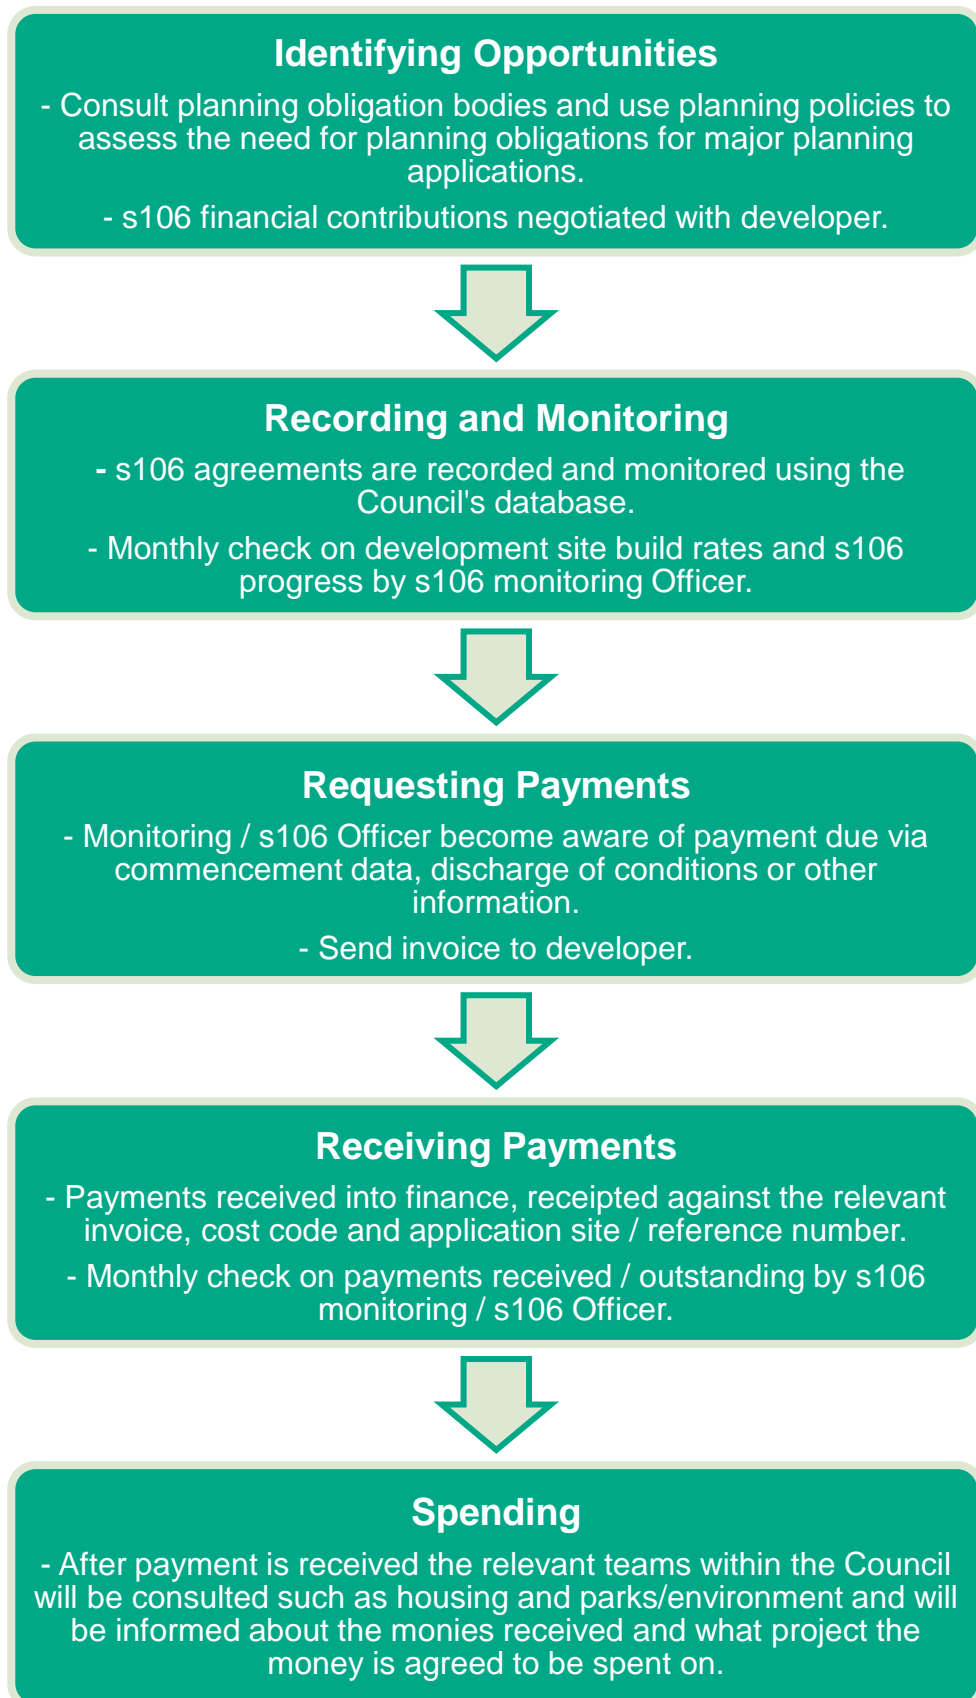 Identifying Opportunities
- Consult planning obligation bodies and use planning policies to
assess the need for planning obligations for major planning
applications.
- s106 financial contributions negotiated with developer.
Recording and Monitoring
- s106 agreements are recorded and monitored using the
Council's database.
- Monthly check on development site build rates and s106
progress by s106 monitoring Officer.
Requesting Payments
- Monitoring / s106 Officer become aware of payment due via
commencement data, discharge of conditions or other
information.
- Send invoice to developer.
Receiving Payments
- Payments received into finance, receipted against the relevant
invoice, cost code and application site / reference number.
- Monthly check on payments received / outstanding by s106
monitoring / s106 Officer.
Spending
- After payment is received the relevant teams within the Council
will be consulted such as housing and parks/environment and will
be informed about the monies received and what project the
money is agreed to be spent on.